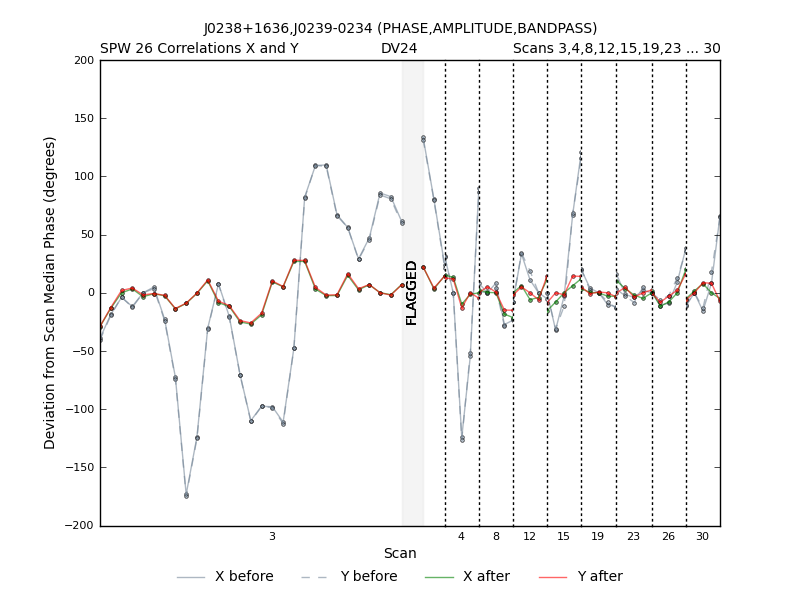 J0238+1636,J0239-0234 (PHASE,AMPLITUDE,BANDPASS)
SPW 26 Correlations X and Y DV24 Scans 3,4,8,12,15,19,23 ... 30
200
150
100
50
0
−50
−100
−150
−200
Deviation from Scan Median Phase (degrees)
FLAGGED
3 4 8 12 15 19 23 26 30
Scan
X before Y before X after Y after